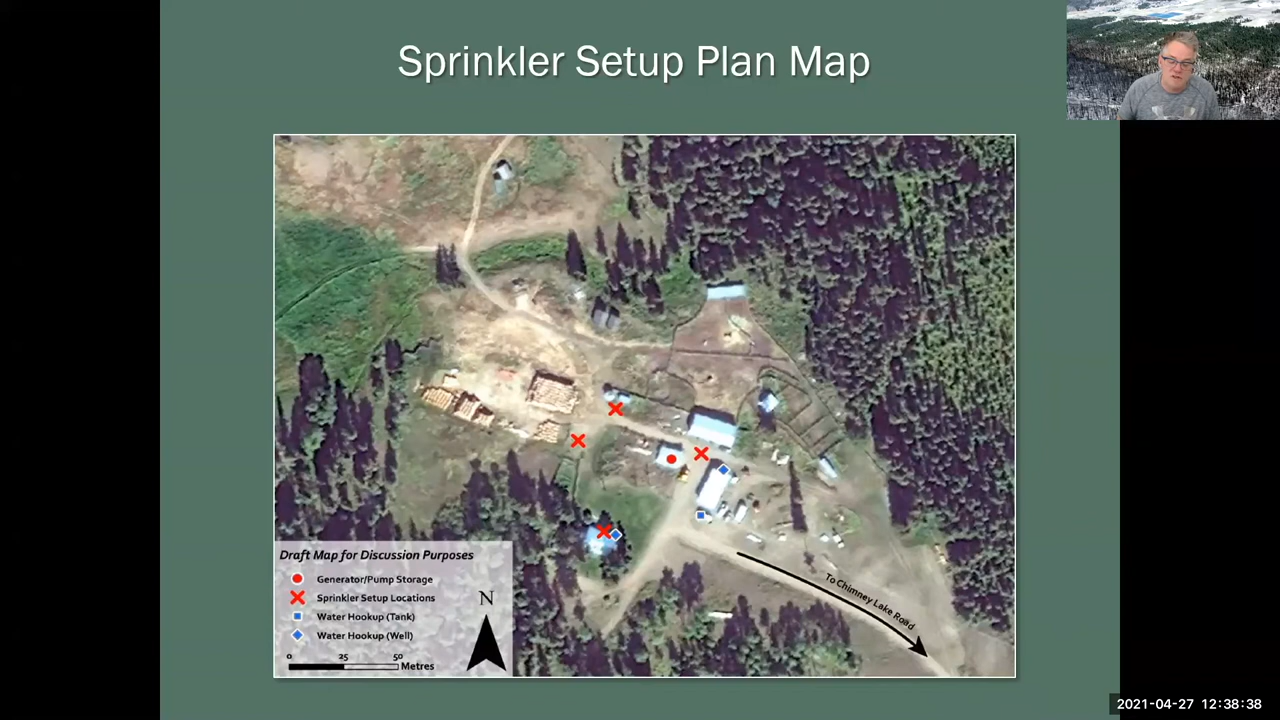 Sprinkler Setup Plan Map
To Chimney Lake Road
Draft Map for Discussion Purposes
Generator/Pump Storage
Sprinkler Setup Locations
Water Hookup (Tank)
Water Hookup (Well)
N
0 25 50
Metres
2021-04-27 12:38:38